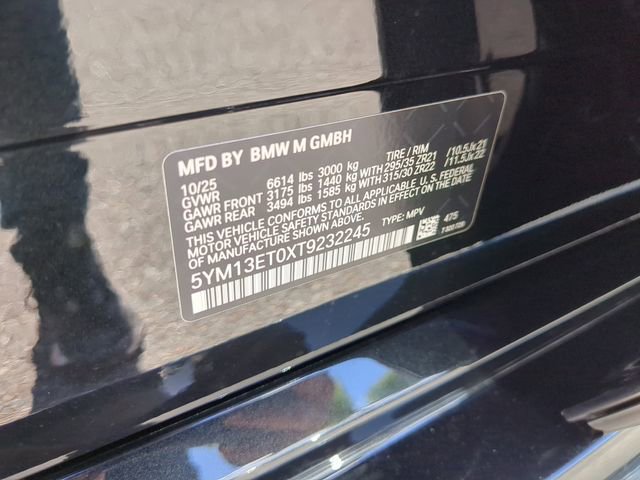 MFD BY BMW M GMBH
10/25 TIRE / RIM
GVWR 6614 lbs 3000 kg
GAWR FRONT 3175 lbs 1440 kg WITH 295/35 ZR21 /10.5Jx21
GAWR REAR 3494 lbs 1585 kg WITH 315/30 ZR22 /11.5Jx22
THIS VEHICLE CONFORMS TO ALL APPLICABLE U.S. FEDERAL
MOTOR VEHICLE SAFETY STANDARDS IN EFFECT ON THE DATE
OF MANUFACTURE SHOWN ABOVE.
5YM13ET0XT9232245 TYPE: MPV 475